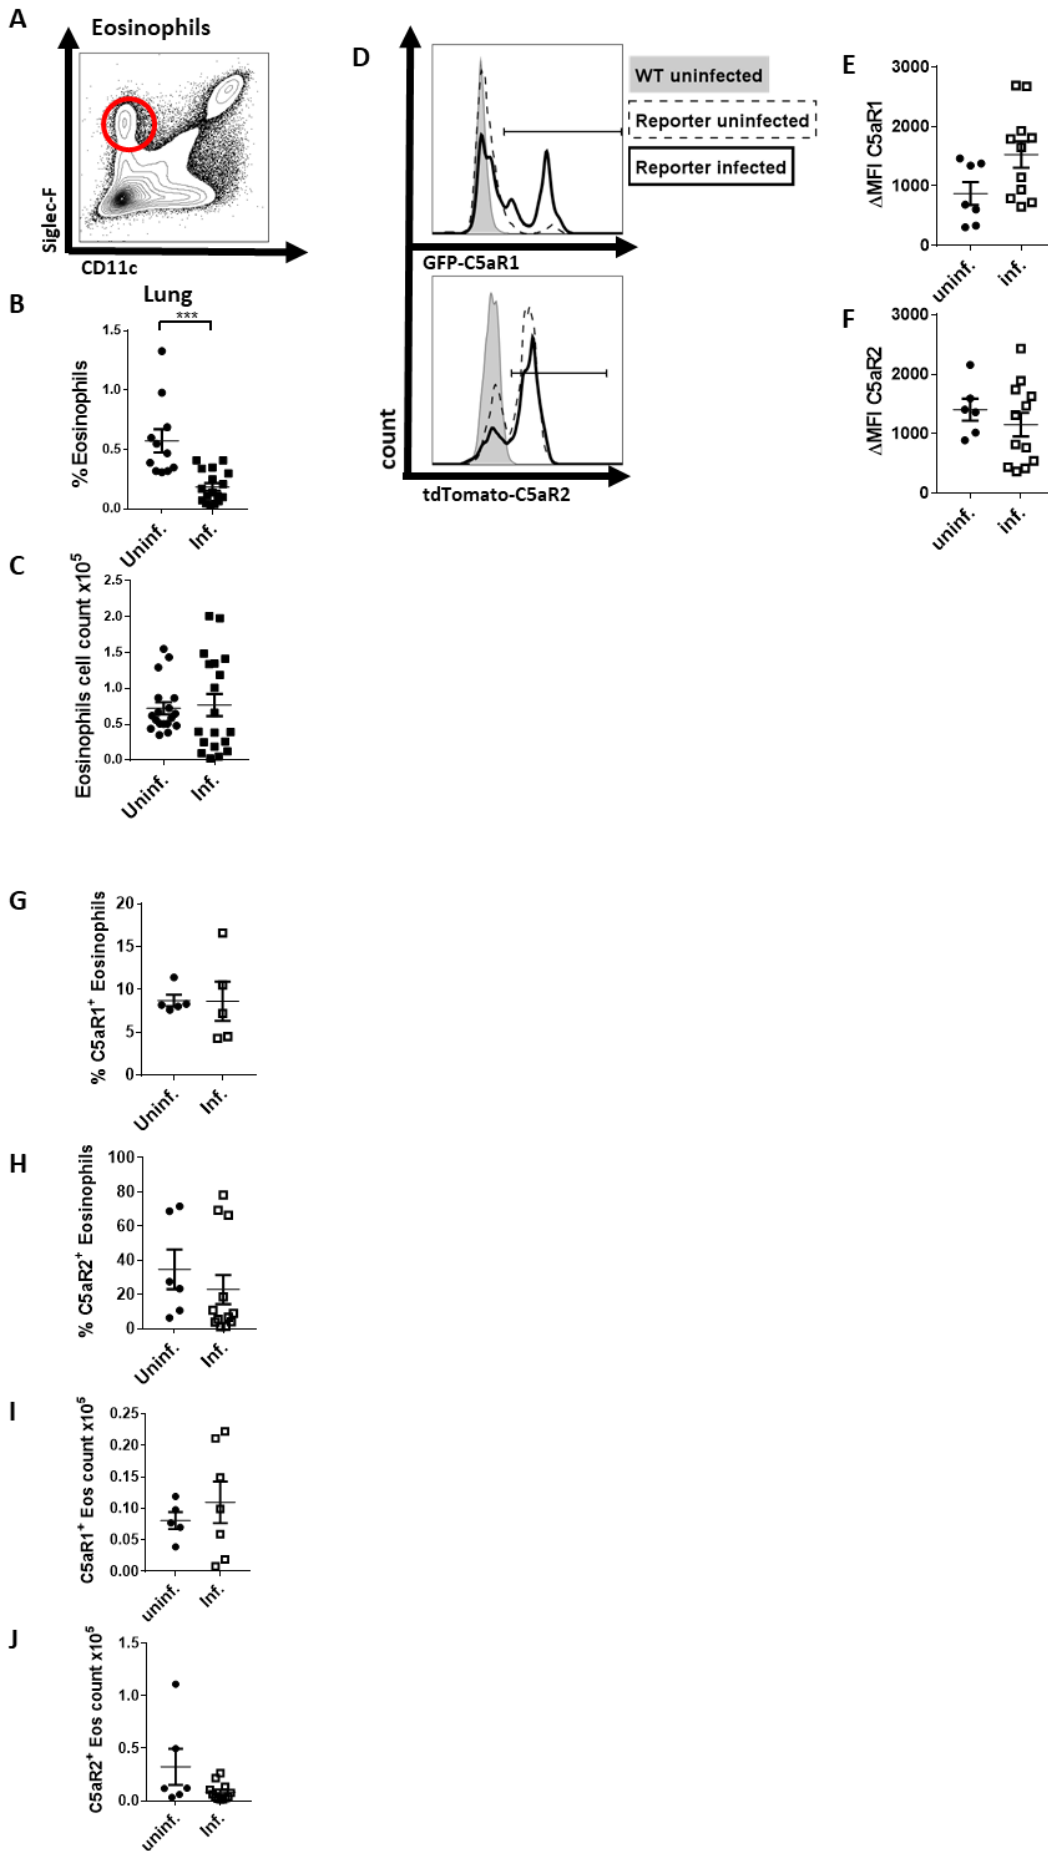 A
Eosinophils
Siglec-F
CD11c
B
Lung
***
% Eosinophils
1.5
1.0
0.5
0.0
Uninf.
Inf.
C
Eosinophils cell count x10⁵
2.5
2.0
1.5
1.0
0.5
0.0
Uninf.
Inf.
D
WT uninfected
Reporter uninfected
Reporter infected
GFP-C5aR1
count
tdTomato-C5aR2
E
ΔMFI C5aR1
3000
2000
1000
0
uninf.
inf.
F
ΔMFI C5aR2
3000
2000
1000
0
uninf.
inf.
G
% C5aR1⁺ Eosinophils
20
15
10
5
0
Uninf.
Inf.
H
% C5aR2⁺ Eosinophils
100
80
60
40
20
0
Uninf.
Inf.
I
C5aR1⁺ Eos count x10⁵
0.25
0.20
0.15
0.10
0.05
0.00
uninf.
Inf.
J
C5aR2⁺ Eos count x10⁵
1.5
1.0
0.5
0.0
uninf.
Inf.